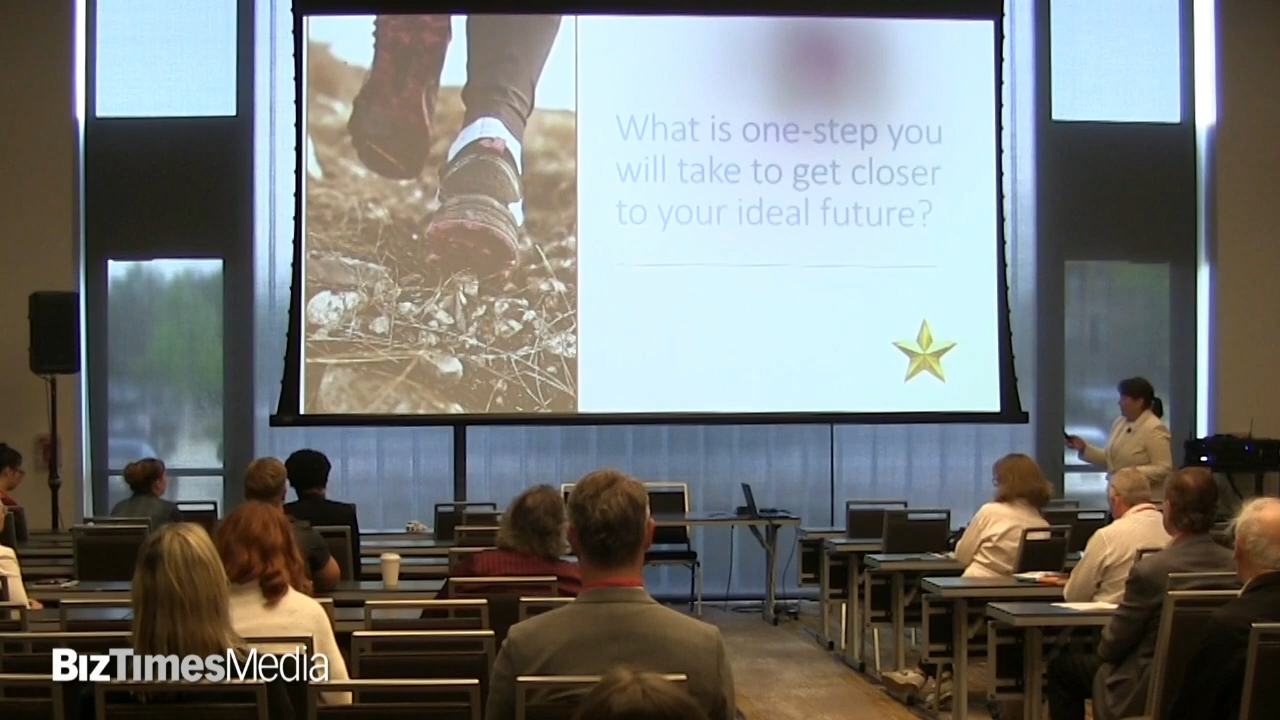 What is one-step you
will take to get closer
to your ideal future?
BizTimesMedia